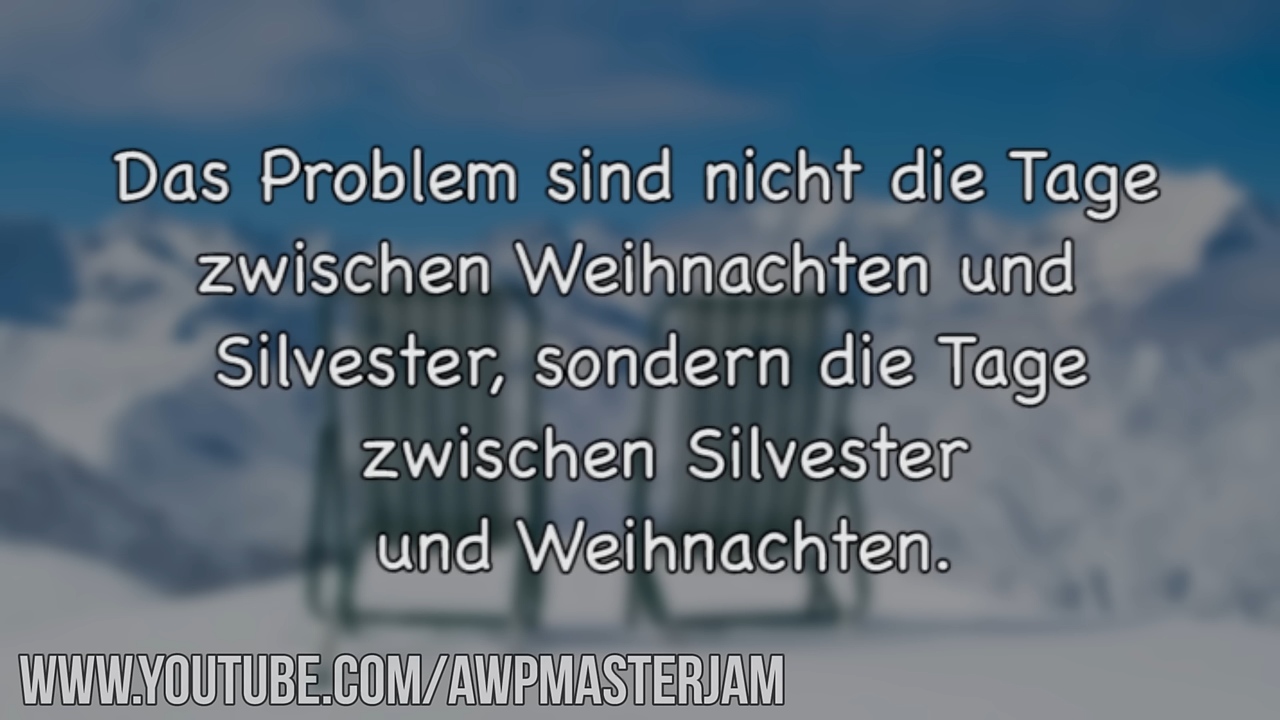 Das Problem sind nicht die Tage
zwischen Weihnachten und
Silvester, sondern die Tage
zwischen Silvester
und Weihnachten.
WWW.YOUTUBE.COM/AWPMASTERJAM